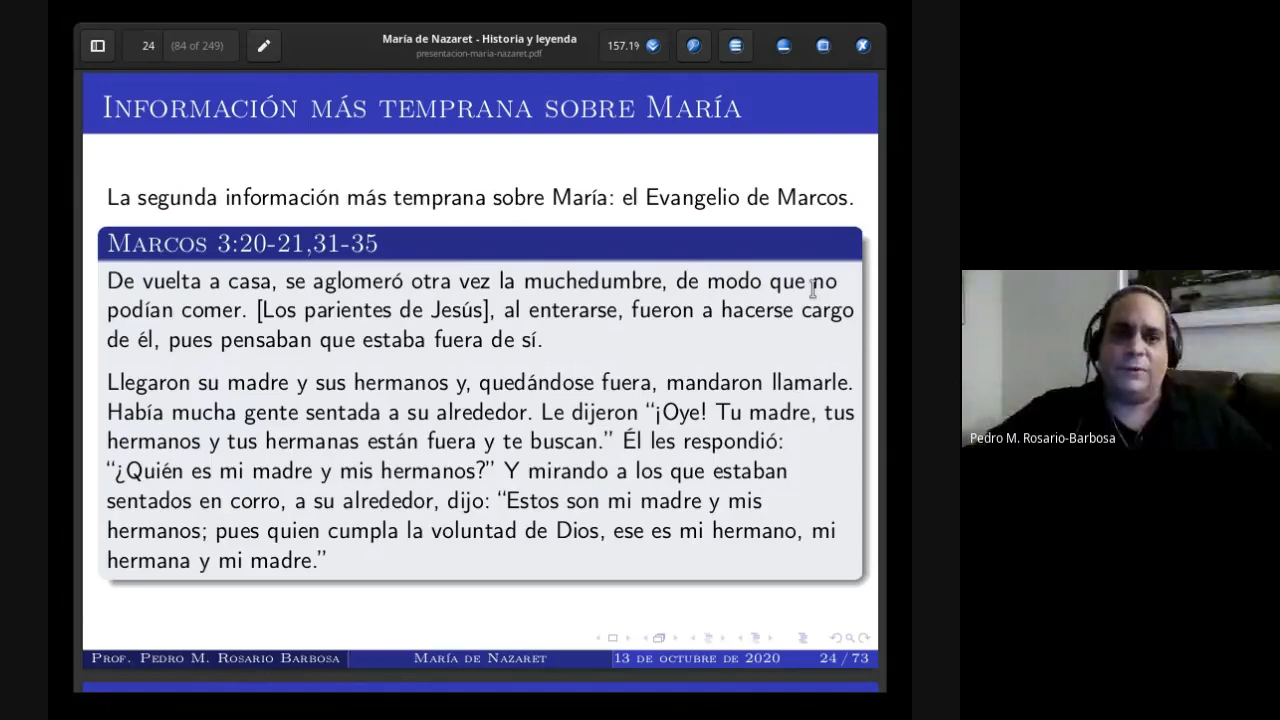 24 (84 of 249)
María de Nazaret - Historia y leyenda
presentacion-maria-nazaret.pdf
157.19
Información más temprana sobre María
La segunda información más temprana sobre María: el Evangelio de Marcos.
Marcos 3:20-21,31-35
De vuelta a casa, se aglomeró otra vez la muchedumbre, de modo que no
podían comer. [Los parientes de Jesús], al enterarse, fueron a hacerse cargo
de él, pues pensaban que estaba fuera de sí.
Llegaron su madre y sus hermanos y, quedándose fuera, mandaron llamarle.
Había mucha gente sentada a su alrededor. Le dijeron “¡Oye! Tu madre, tus
hermanos y tus hermanas están fuera y te buscan.” Él les respondió:
“¿Quién es mi madre y mis hermanos?” Y mirando a los que estaban
sentados en corro, a su alrededor, dijo: “Estos son mi madre y mis
hermanos; pues quien cumpla la voluntad de Dios, ese es mi hermano, mi
hermana y mi madre.”
Prof. Pedro M. Rosario Barbosa María de Nazaret 13 de octubre de 2020 24 / 73
Pedro M. Rosario-Barbosa